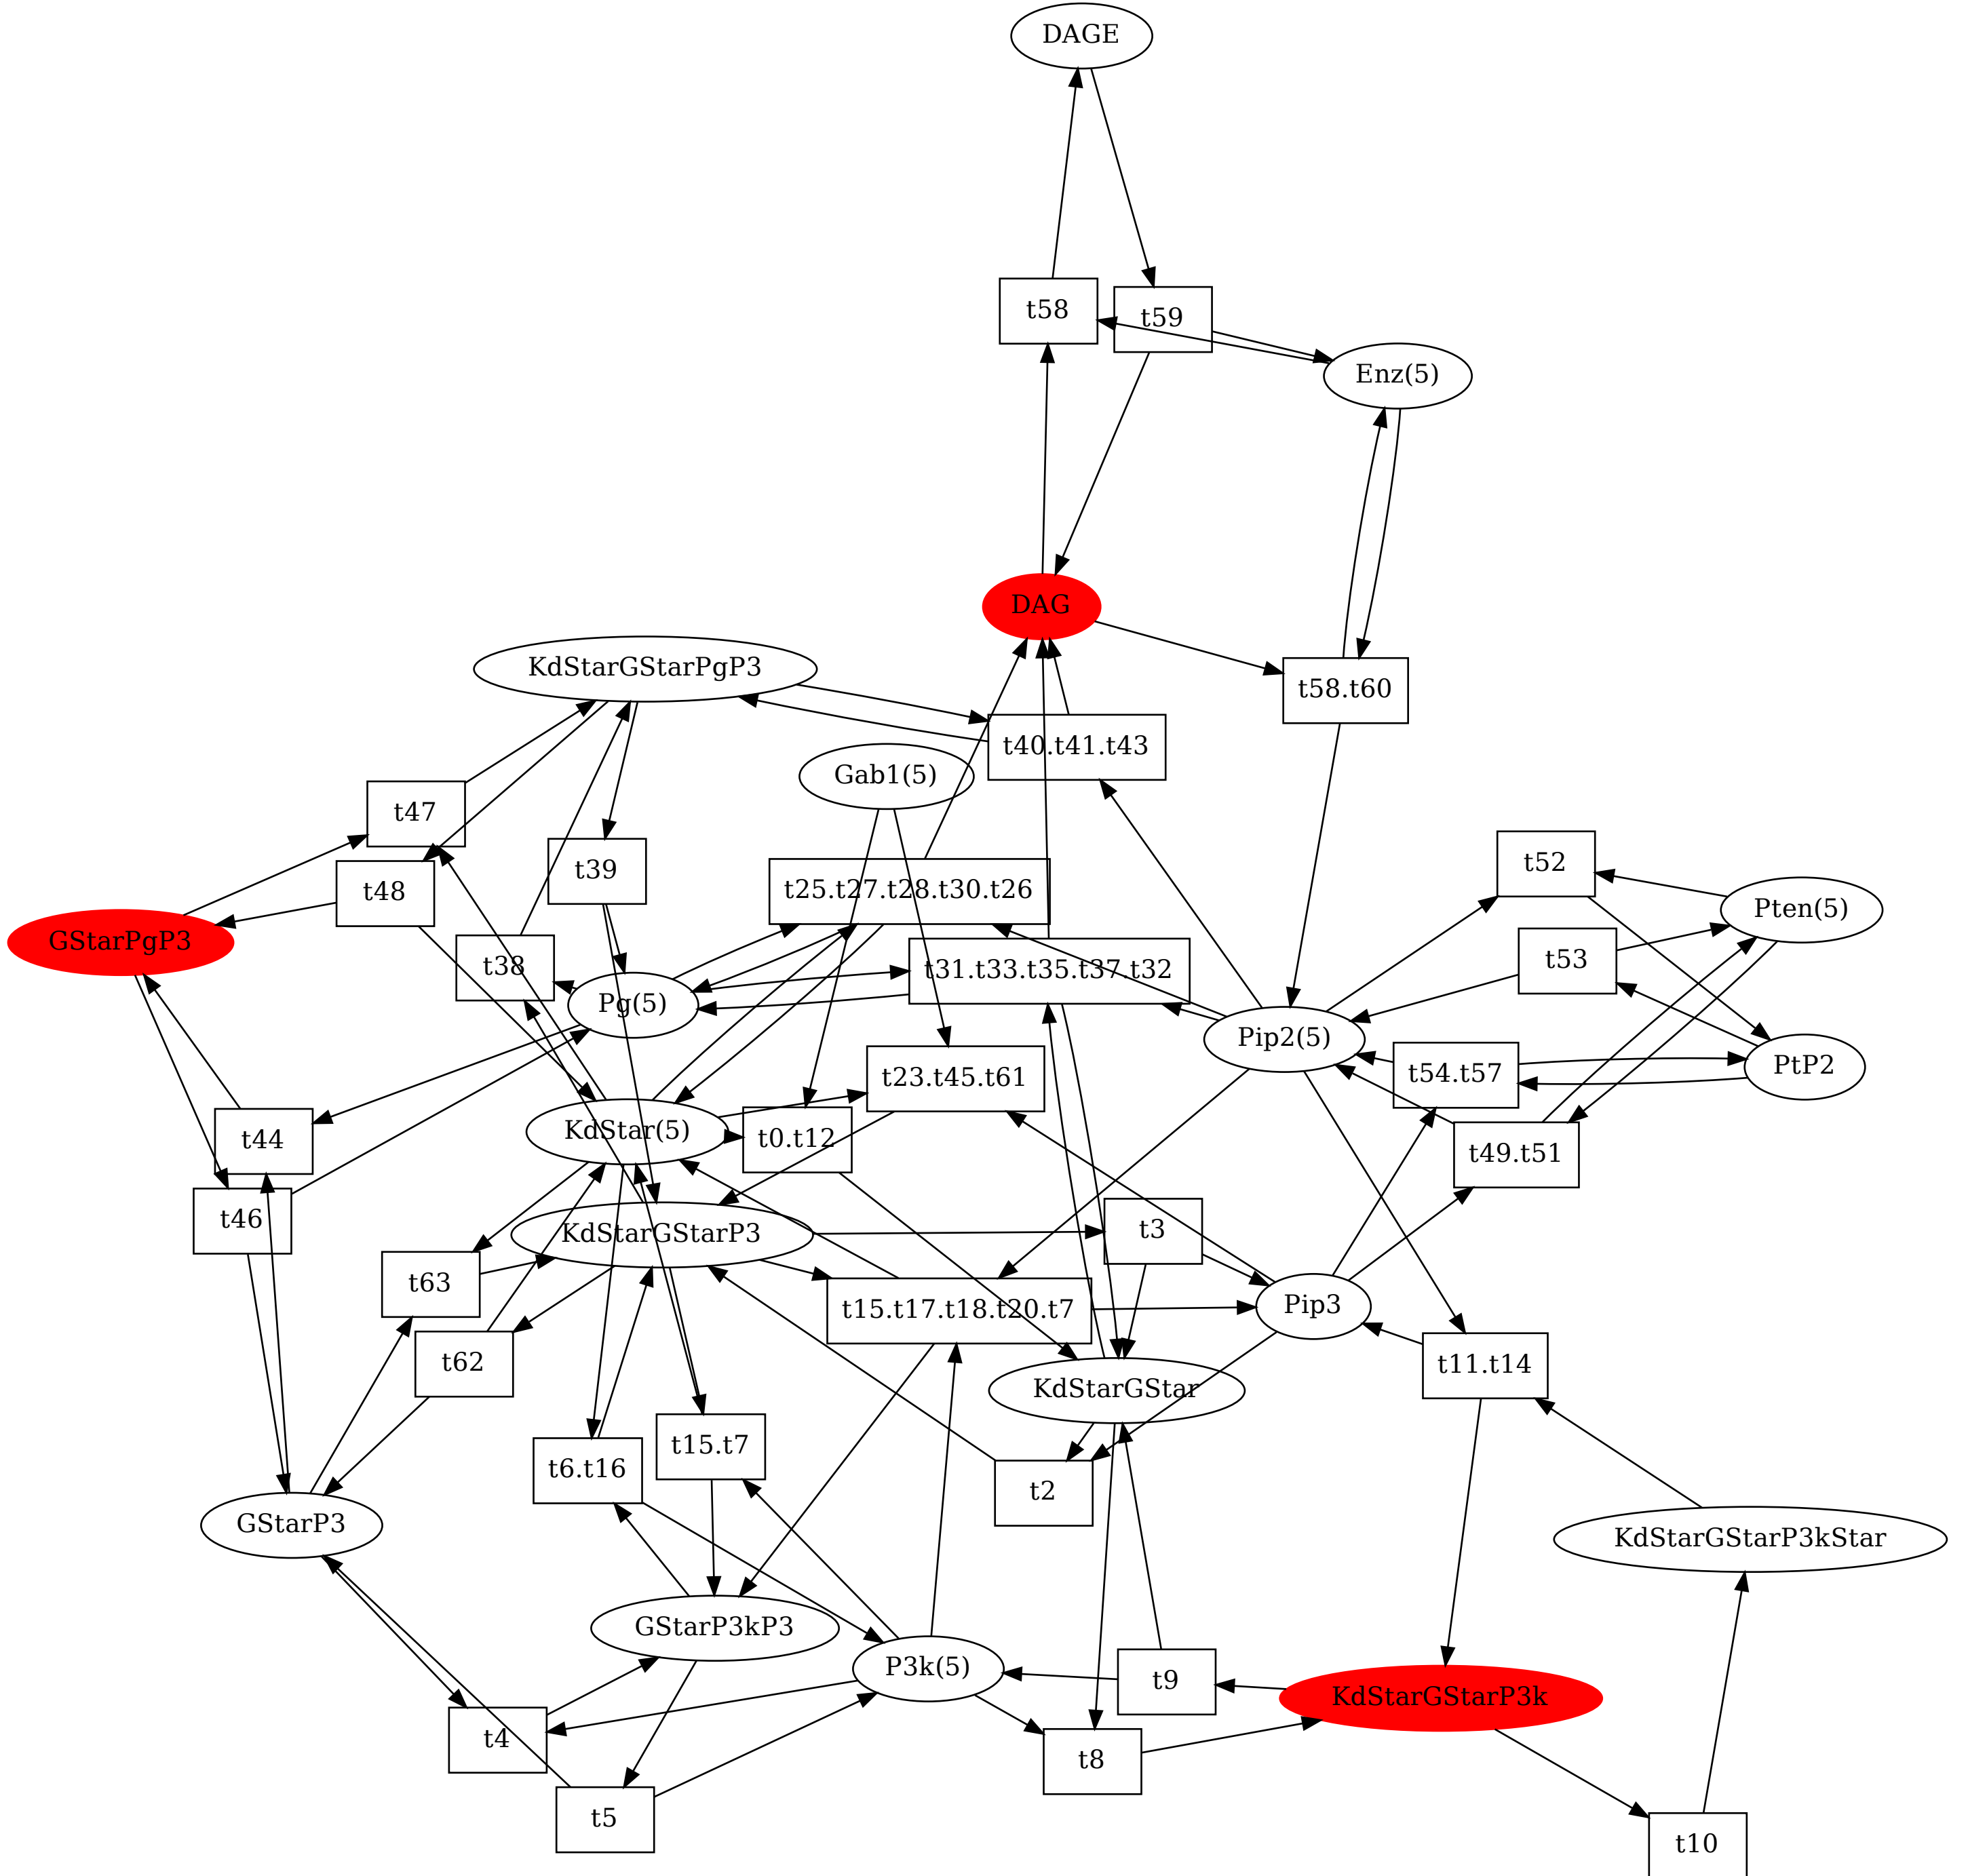 DAGE
t58
t59
Enz(5)
DAG
KdStarGStarPgP3
t58.t60
t40.t41.t43
Gab1(5)
t47
t39
t52
t48
t25.t27.t28.t30.t26
Pten(5)
GStarPgP3
t38
t53
t31.t33.t35.t37.t32
Pg(5)
Pip2(5)
PtP2
t54.t57
t23.t45.t61
KdStar(5)
t0.t12
t44
t49.t51
t46
KdStarGStarP3
t3
t63
t15.t17.t18.t20.t7
Pip3
t62
t11.t14
KdStarGStar
t15.t7
t6.t16
t2
GStarP3
KdStarGStarP3kStar
GStarP3kP3
P3k(5)
t9
KdStarGStarP3k
t4
t8
t5
t10